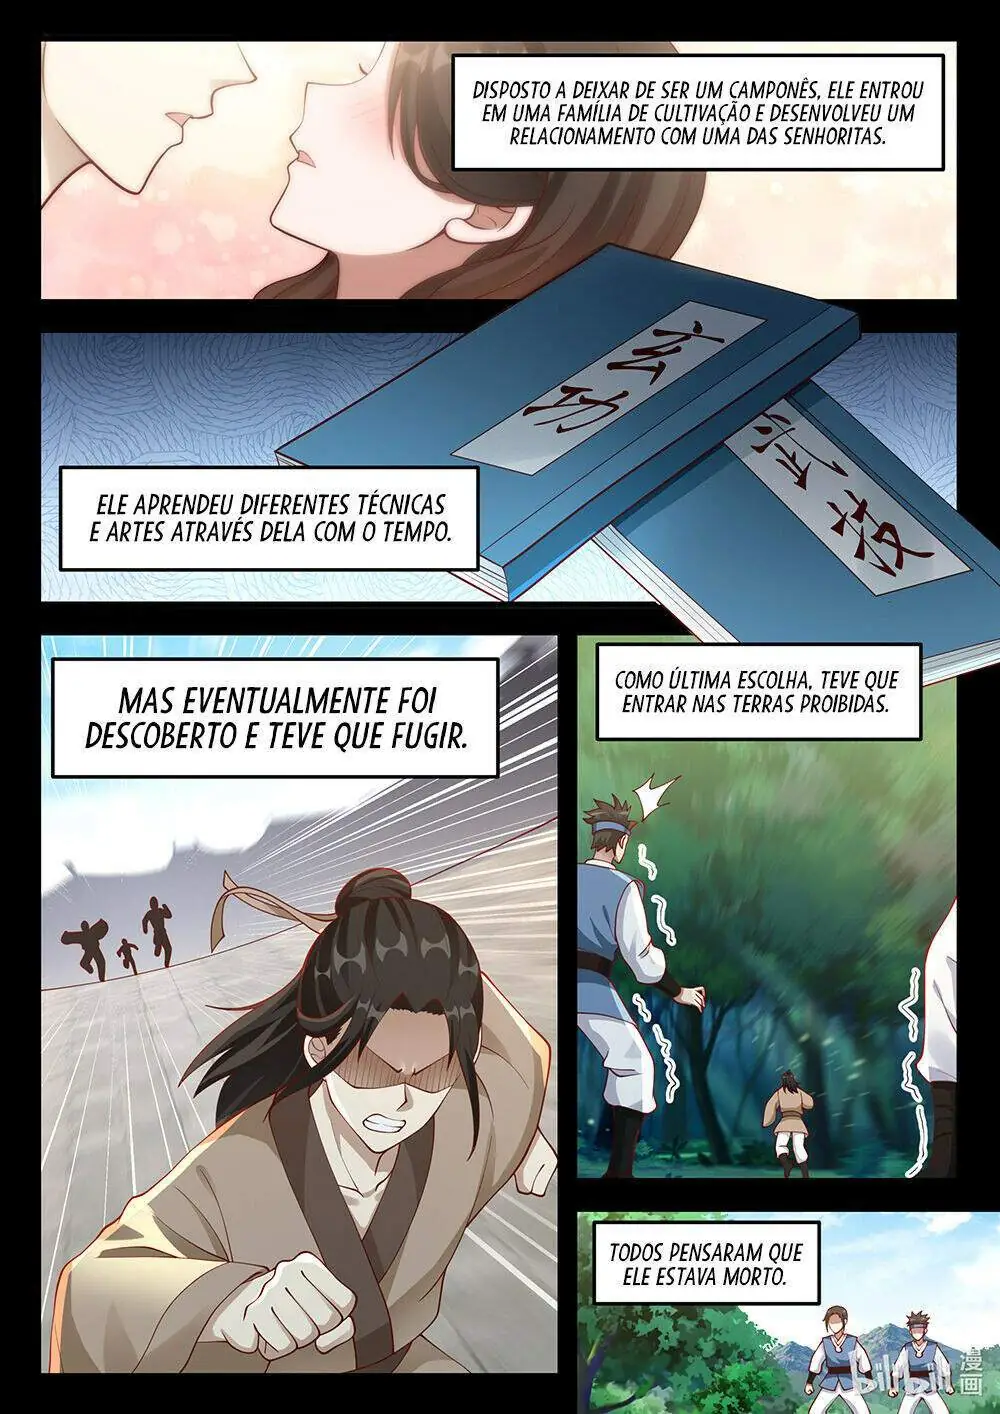 DISPOSTO A DEIXAR DE SER UM CAMPONÊS, ELE ENTROU
EM UMA FAMÍLIA DE CULTIVAÇÃO E DESENVOLVEU UM
RELACIONAMENTO COM UMA DAS SENHORITAS.
玄功
武技
ELE APRENDEU DIFERENTES TÉCNICAS
E ARTES ATRAVÉS DELA COM O TEMPO.
MAS EVENTUALMENTE FOI
DESCOBERTO E TEVE QUE FUGIR.
COMO ÚLTIMA ESCOLHA, TEVE QUE
ENTRAR NAS TERRAS PROIBIDAS.
TODOS PENSARAM QUE
ELE ESTAVA MORTO.
bilibili 漫画